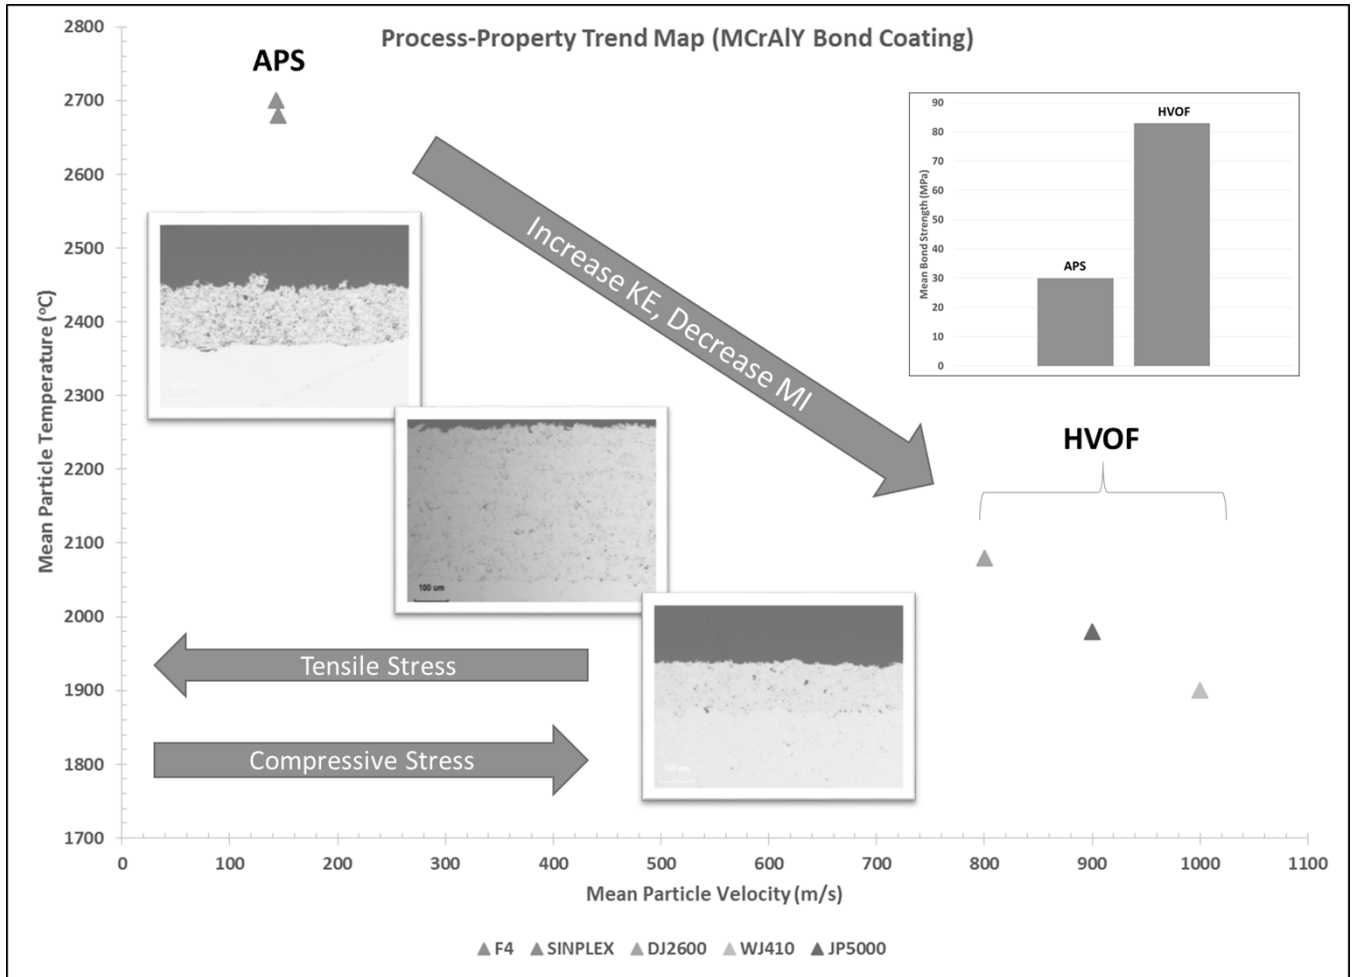 Process-Property Trend Map (MCrAlY Bond Coating)
2800
2700
2600
2500
2400
2300
2200
2100
2000
1900
1800
1700
Mean Particle Temperature (°C)
APS
Increase KE, Decrease MI
90
80
70
60
50
40
30
20
10
0
Mean Bond Strength (MPa)
APS
HVOF
HVOF
100 um
Tensile Stress
Compressive Stress
0 100 200 300 400 500 600 700 800 900 1000 1100
Mean Particle Velocity (m/s)
F4 SINPLEX DJ2600 WJ410 JP5000